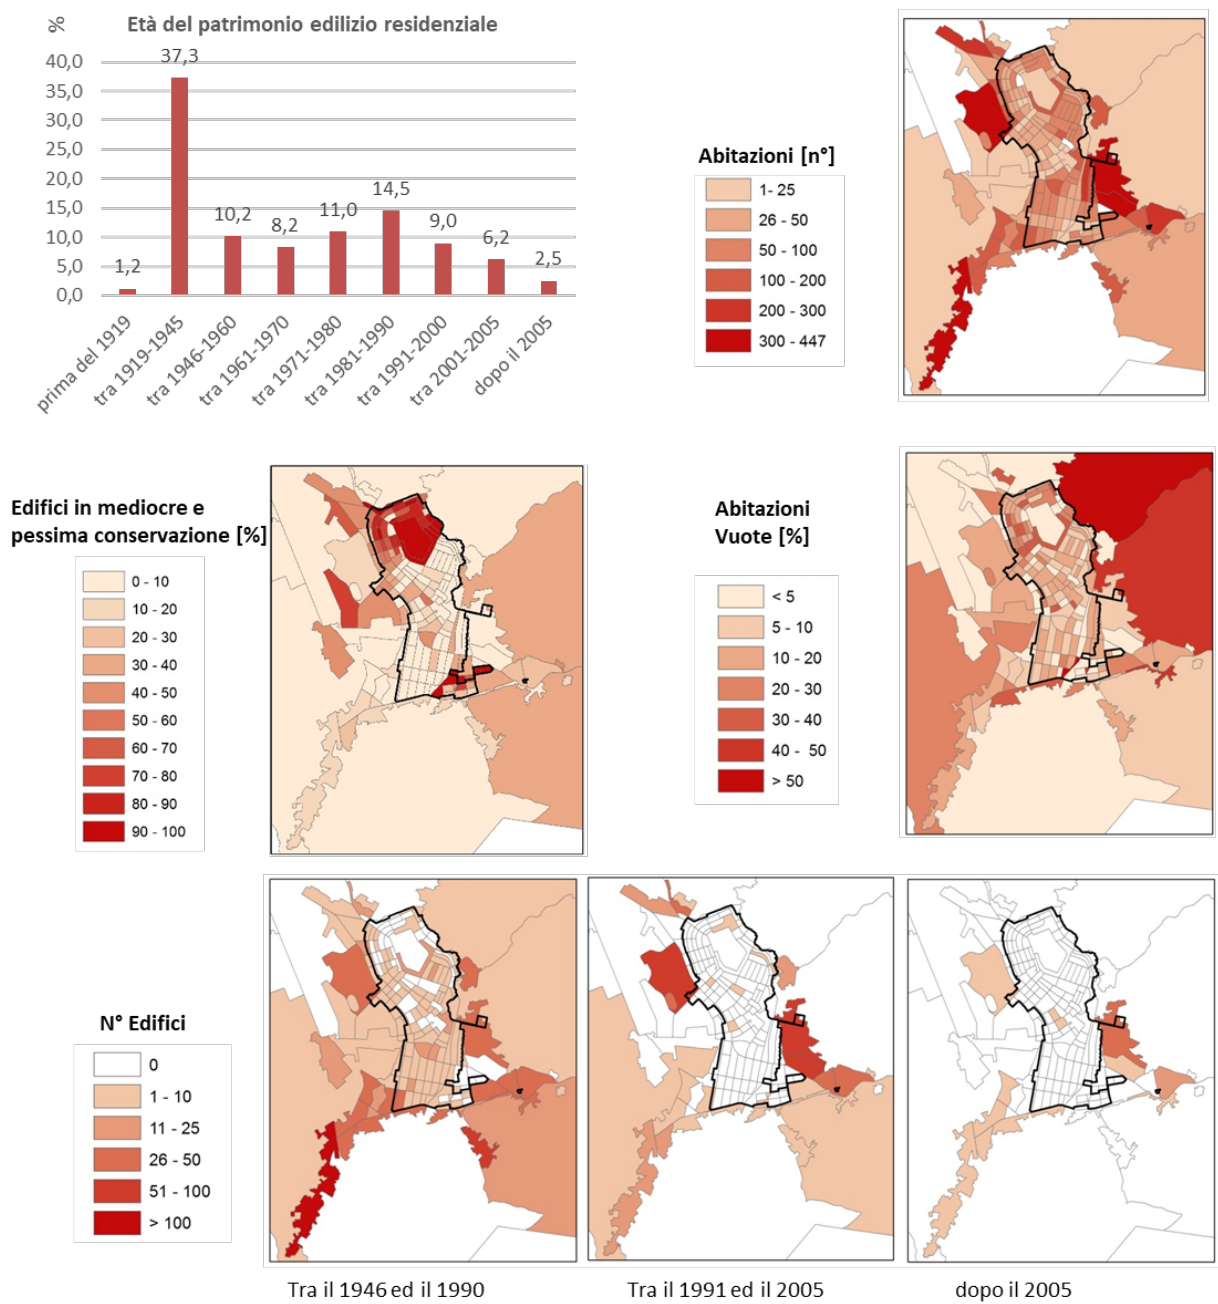 %
Età del patrimonio edilizio residenziale
40,0
35,0
30,0
25,0
20,0
15,0
10,0
5,0
0,0
1,2
37,3
10,2
8,2
11,0
14,5
9,0
6,2
2,5
prima del 1919
tra 1919-1945
tra 1946-1960
tra 1961-1970
tra 1971-1980
tra 1981-1990
tra 1991-2000
tra 2001-2005
dopo il 2005
Abitazioni [n°]
1- 25
26 - 50
50 - 100
100 - 200
200 - 300
300 - 447
Edifici in mediocre e
pessima conservazione [%]
0 - 10
10 - 20
20 - 30
30 - 40
40 - 50
50 - 60
60 - 70
70 - 80
80 - 90
90 - 100
Abitazioni
Vuote [%]
< 5
5 - 10
10 - 20
20 - 30
30 - 40
40 - 50
> 50
N° Edifici
0
1 - 10
11 - 25
26 - 50
51 - 100
> 100
Tra il 1946 ed il 1990
Tra il 1991 ed il 2005
dopo il 2005